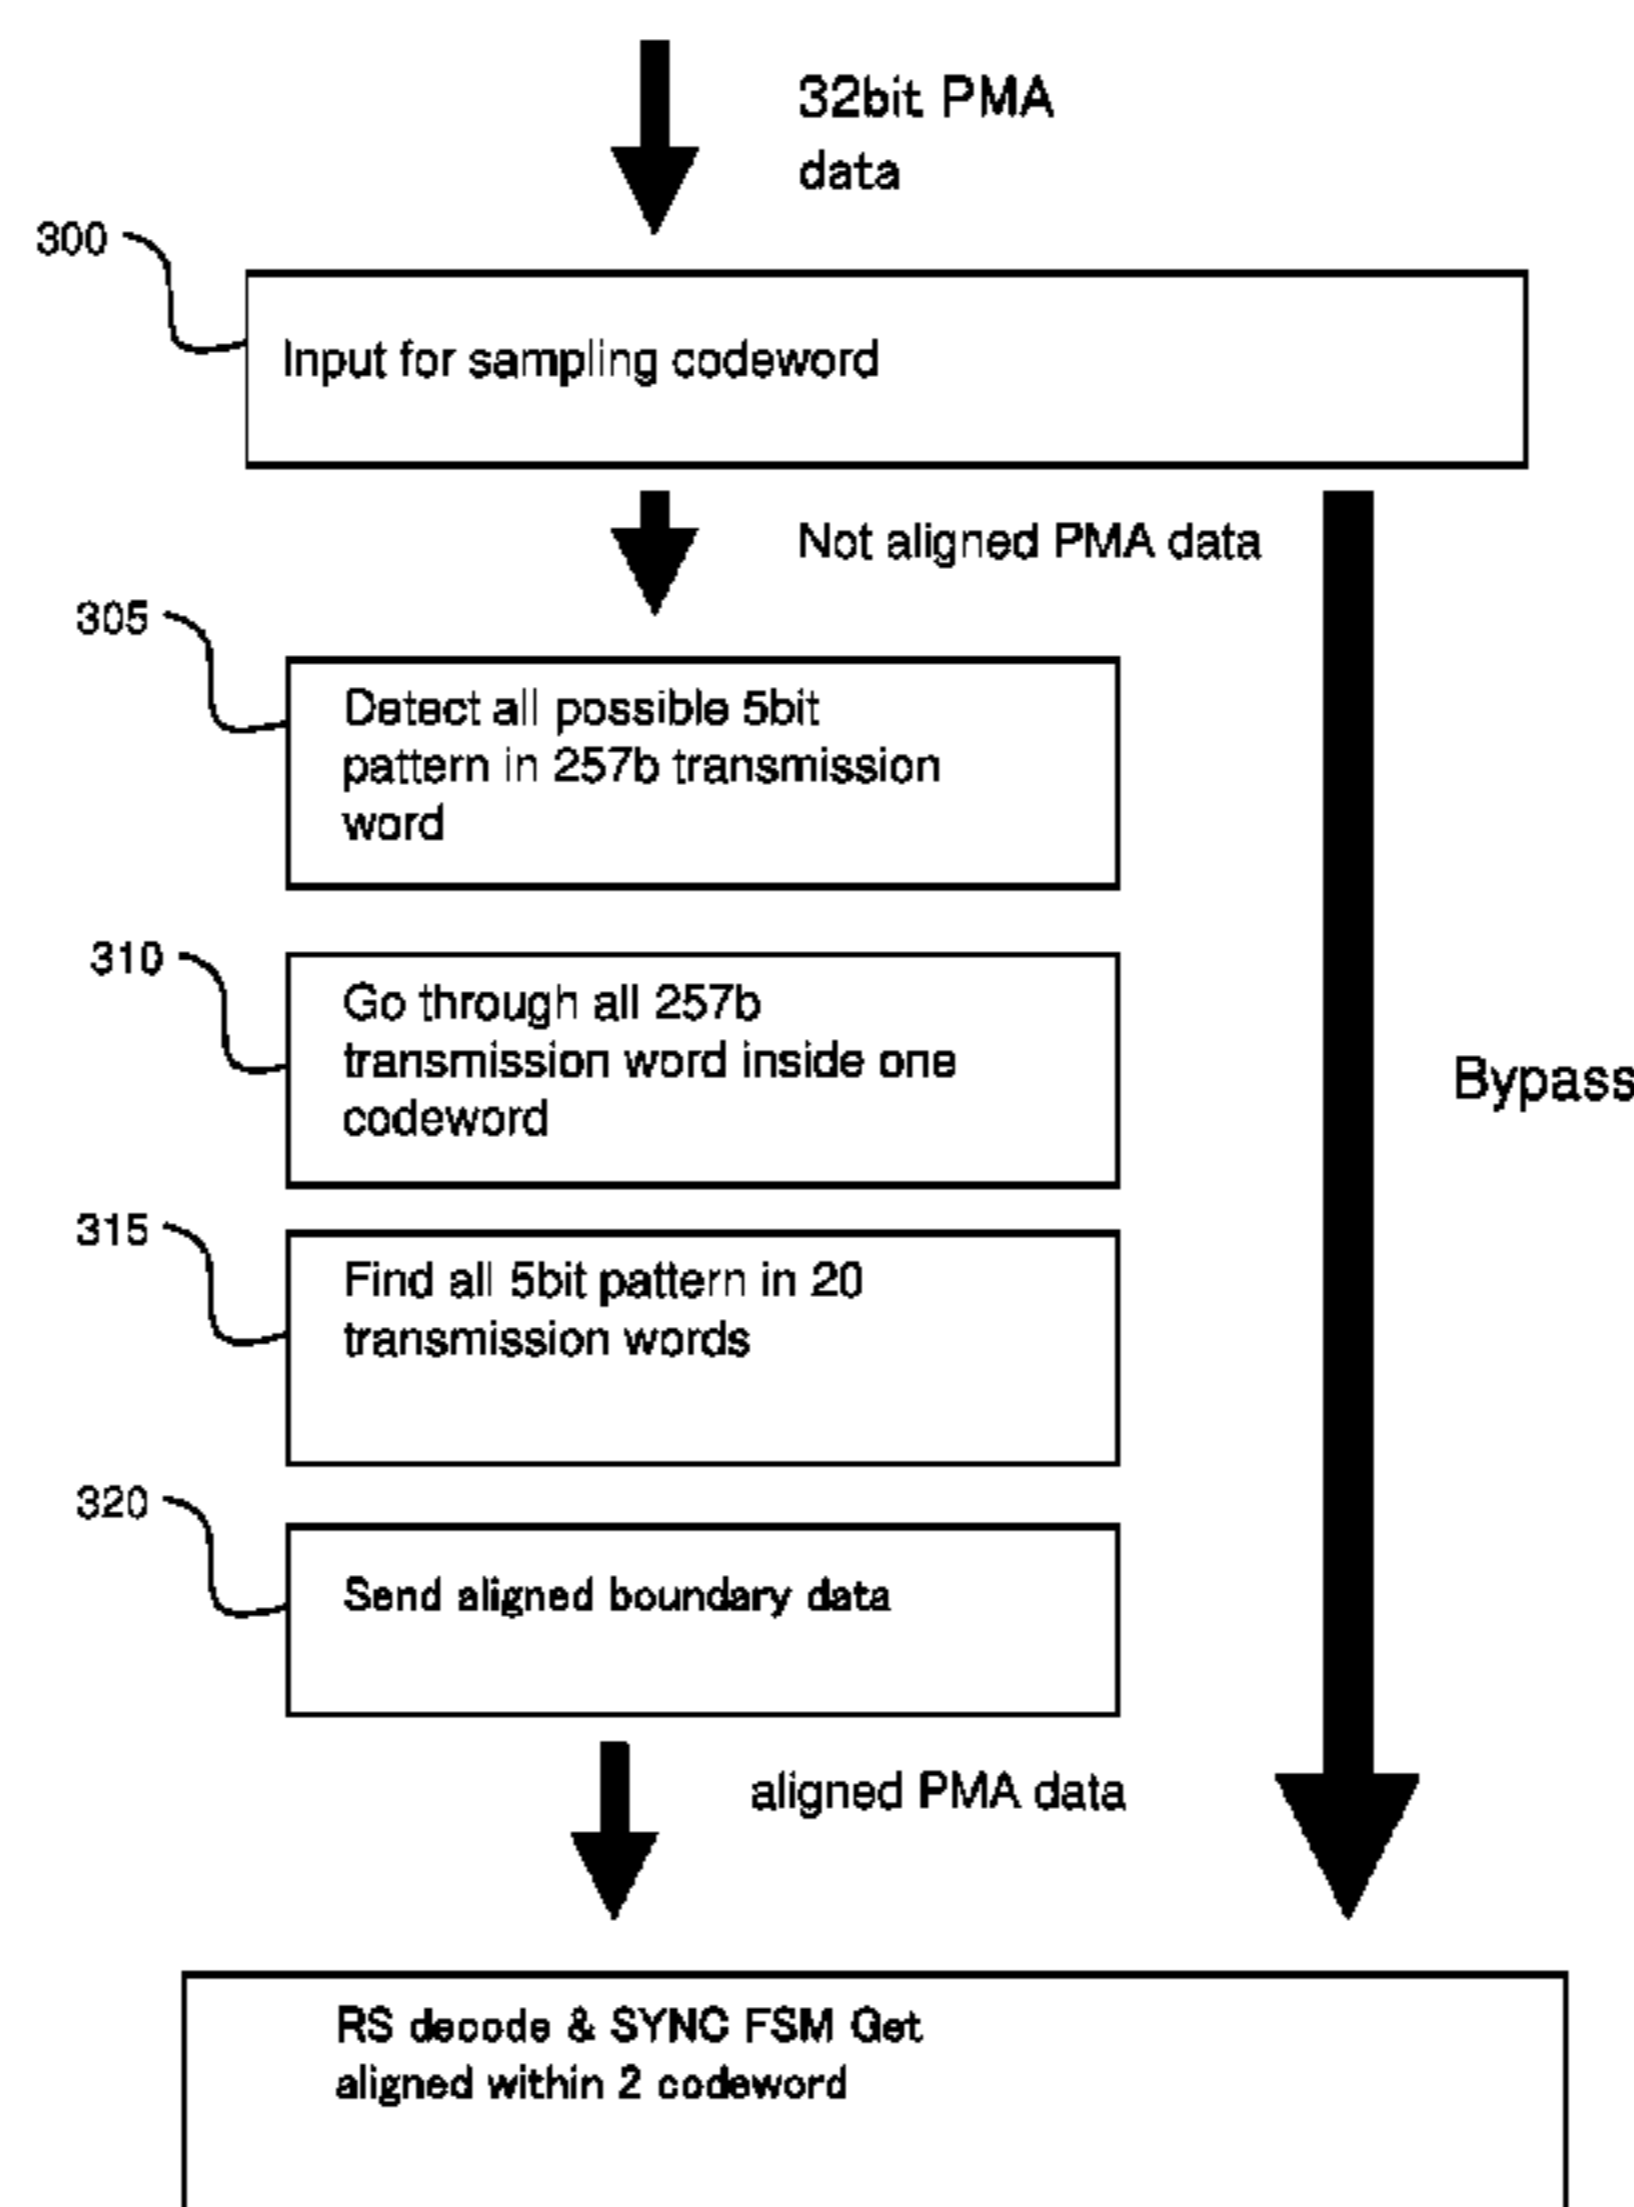 32bit PMA
data
300
Input for sampling codeword
Not aligned PMA data
305
Detect all possible 5bit
pattern in 257b transmission
word
310
Go through all 257b
transmission word inside one
codeword
Bypass
315
Find all 5bit pattern in 20
transmission words
320
Send aligned boundary data
aligned PMA data
RS decode & SYNC FSM Get
aligned within 2 codeword